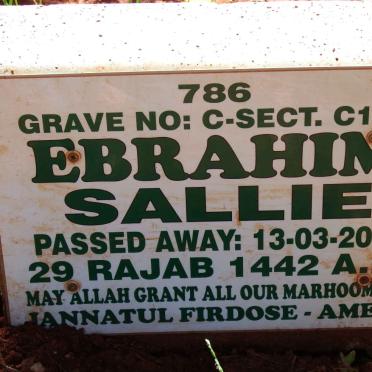 786
GRAVE NO: C-SECT. C1
EBRAHIM
SALLIE
PASSED AWAY: 13-03-20
29 RAJAB 1442 A.
MAY ALLAH GRANT ALL OUR MARHOOM
JANNATUL FIRDOSE - AME